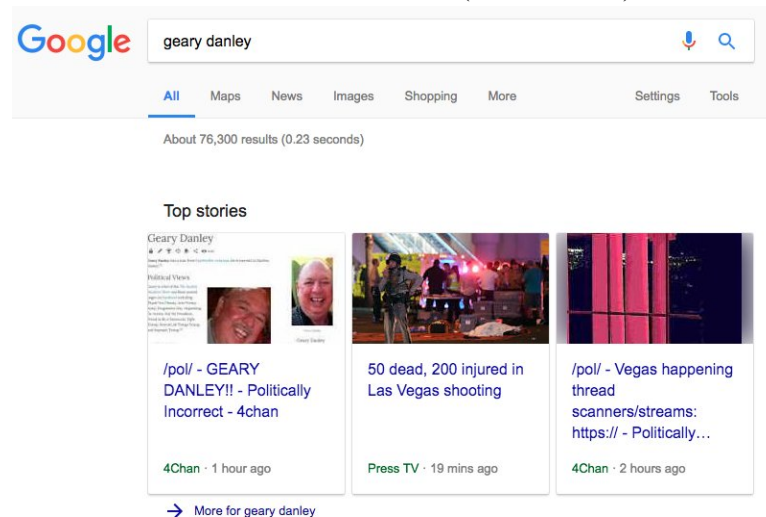 Google
geary danley
All Maps News Images Shopping More Settings Tools
About 76,300 results (0.23 seconds)
Top stories
Geary Danley
Political Views
/pol/ - GEARY
DANLEY!! - Politically
Incorrect - 4chan
4Chan · 1 hour ago
50 dead, 200 injured in
Las Vegas shooting
Press TV · 19 mins ago
/pol/ - Vegas happening
thread
scanners/streams:
https:// - Politically…
4Chan · 2 hours ago
More for geary danley